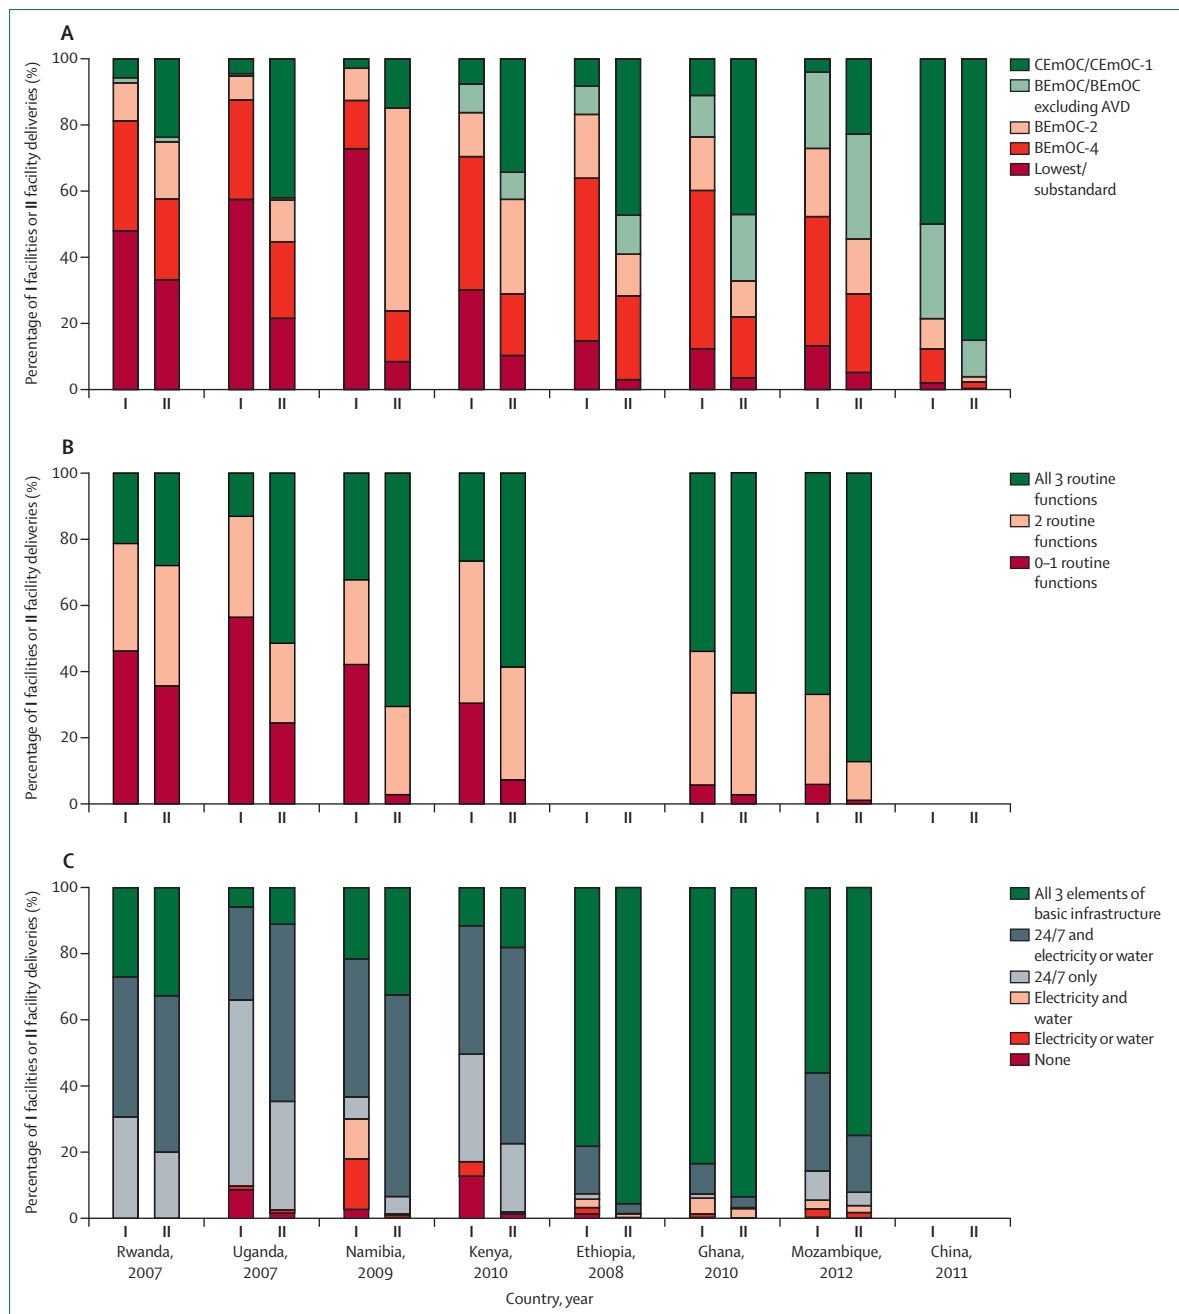 A
Percentage of I facilities or II facility deliveries (%)
100
80
60
40
20
0
I II I II I II I II I II I II I II I II
CEmOC/CEmOC-1
BEmOC/BEmOC
excluding AVD
BEmOC-2
BEmOC-4
Lowest/
substandard
B
Percentage of I facilities or II facility deliveries (%)
100
80
60
40
20
0
I II I II I II I II I II I II I II I II
All 3 routine
functions
2 routine
functions
0–1 routine
functions
C
Percentage of I facilities or II facility deliveries (%)
100
80
60
40
20
0
I II I II I II I II I II I II I II I II
Rwanda,
2007
Uganda,
2007
Namibia,
2009
Kenya,
2010
Ethiopia,
2008
Ghana,
2010
Mozambique,
2012
China,
2011
Country, year
All 3 elements of
basic infrastructure
24/7 and
electricity or water
24/7 only
Electricity and
water
Electricity or water
None